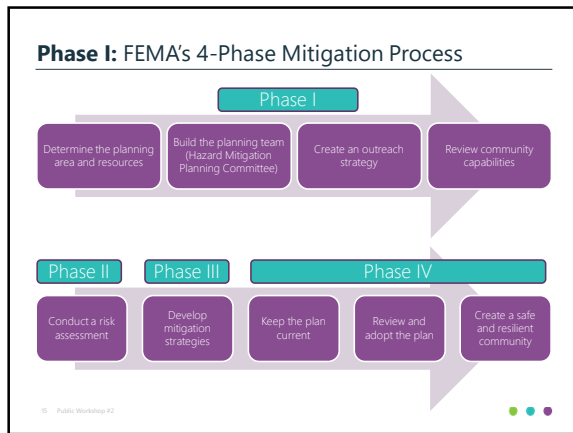 Phase I: FEMA's 4-Phase Mitigation Process
Phase I
Determine the planning
area and resources
Build the planning team
(Hazard Mitigation
Planning Committee)
Create an outreach
strategy
Review community
capabilities
Phase II
Phase III
Phase IV
Conduct a risk
assessment
Develop
mitigation
strategies
Keep the plan
current
Review and
adopt the plan
Create a safe
and resilient
community
Public Workshop #2